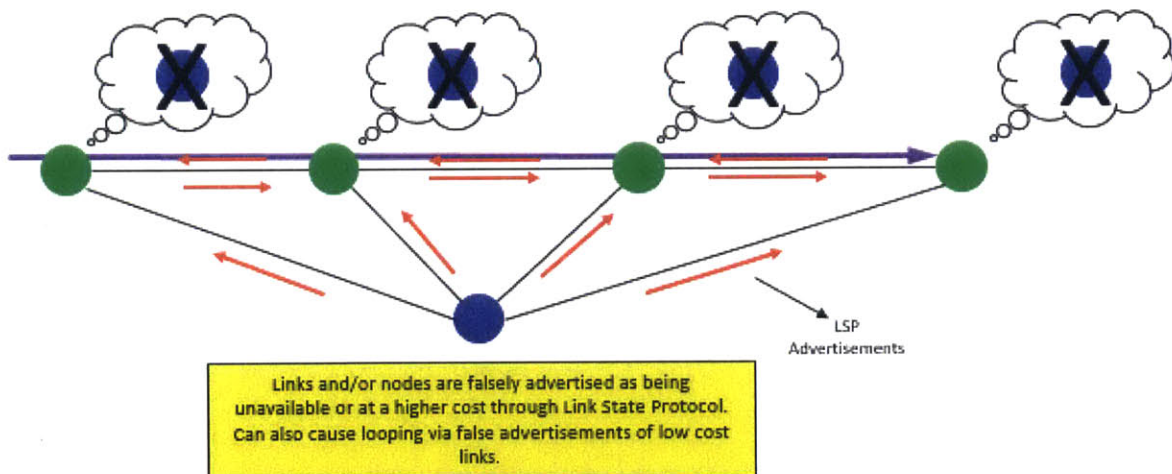 LSP
Advertisements
Links and/or nodes are falsely advertised as being
unavailable or at a higher cost through Link State Protocol.
Can also cause looping via false advertisements of low cost
links.